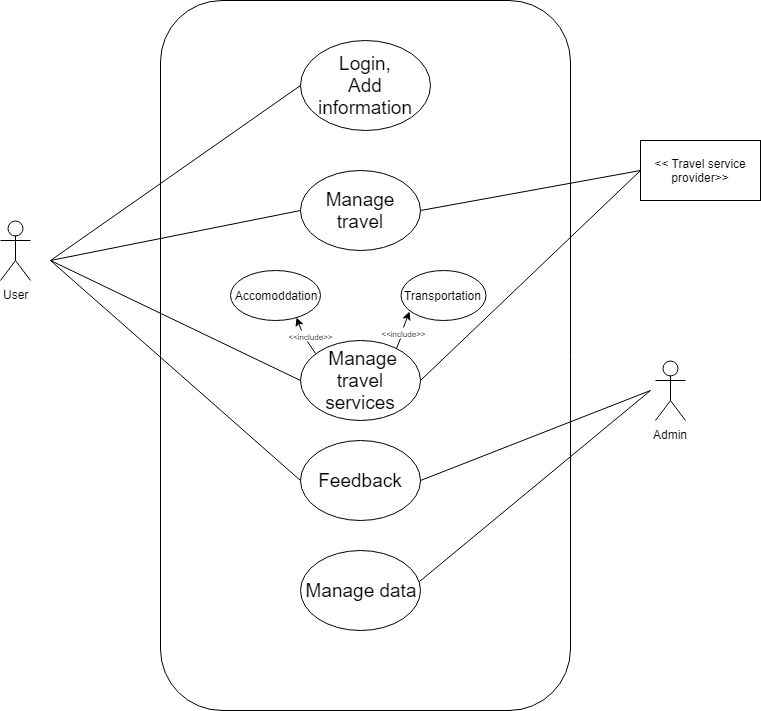 Login,
Add
information
<< Travel service
provider>>
Manage
travel
User
Accomoddation
Transportation
<<include>>
<<include>>
Manage
travel
services
Admin
Feedback
Manage data